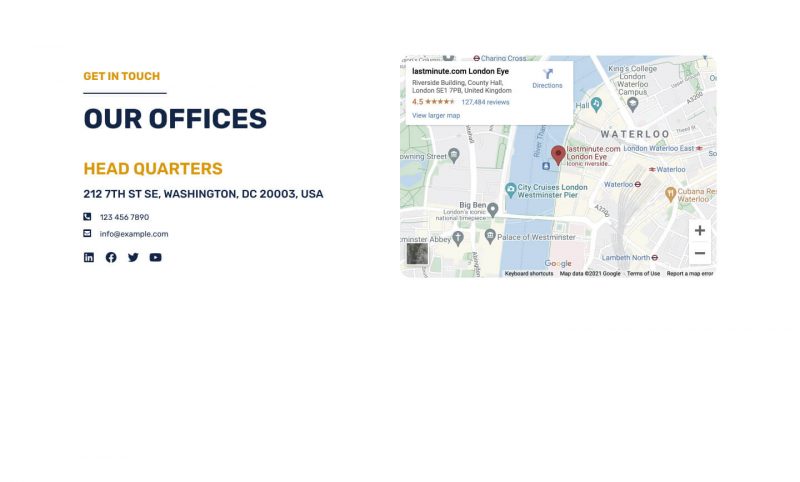 GET IN TOUCH
OUR OFFICES
HEAD QUARTERS
212 7TH ST SE, WASHINGTON, DC 20003, USA
123 456 7890
info@example.com
Charing Cross
lastminute.com London Eye
Riverside Building, County Hall,
London SE1 7PB, United Kingdom
4.5
127,484 reviews
View larger map
Directions
King's College
London
Waterloo
Campus
A3200
Theed St
Hall
WATERLOO
London Waterloo East
River Tham
lastminute.com
London Eye
Iconic riverside...
Waterloo
owning Street
City Cruises London
Westminster Pier
Waterloo
Cubana Res
Waterloo
Big Ben
London's iconic
national timepiece
A3200
minster Abbey
Palace of Westminster
Abingdon
Lambeth North
Google
Keyboard shortcuts
Map data ©2021 Google
Terms of Use
Report a map error